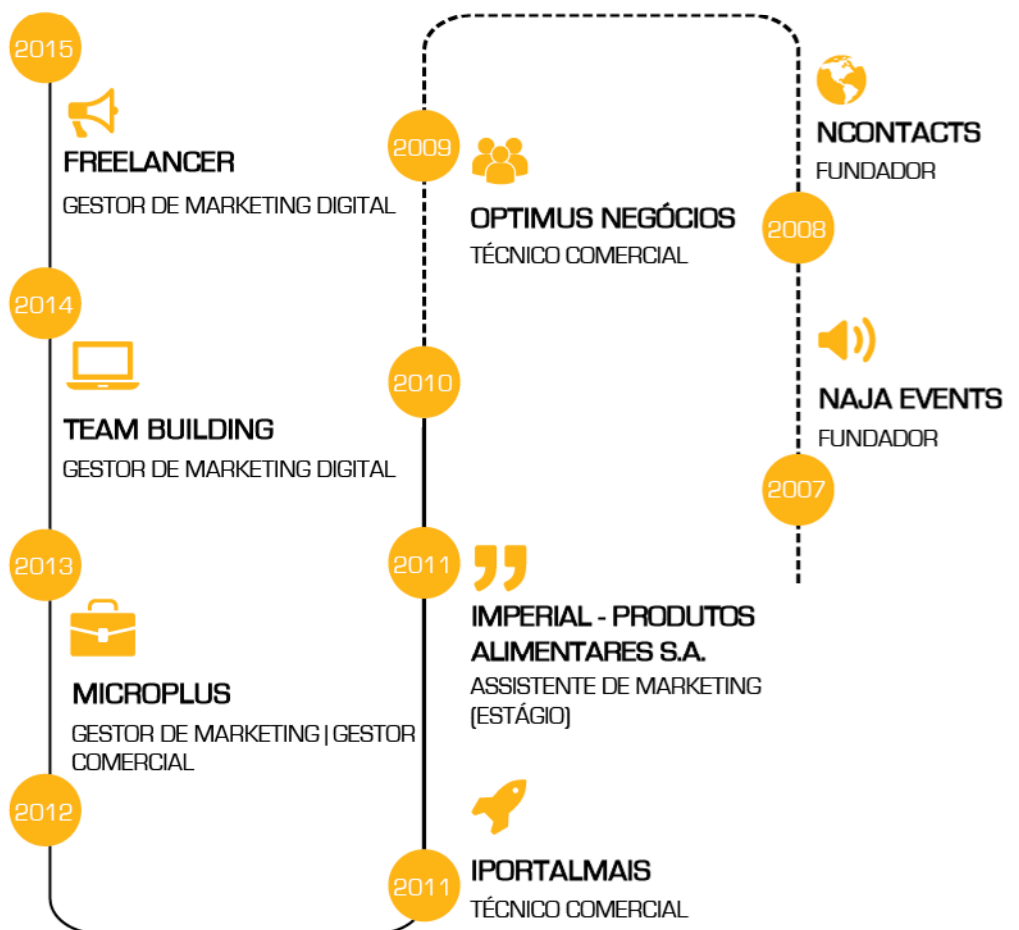 2015
FREELANCER
GESTOR DE MARKETING DIGITAL
2014
TEAM BUILDING
GESTOR DE MARKETING DIGITAL
2013
MICROPLUS
GESTOR DE MARKETING | GESTOR
COMERCIAL
2012
2009
OPTIMUS NEGÓCIOS
TÉCNICO COMERCIAL
2010
2011
IMPERIAL - PRODUTOS
ALIMENTARES S.A.
ASSISTENTE DE MARKETING
(ESTÁGIO)
2011
IPORTALMAIS
TÉCNICO COMERCIAL
NCONTACTS
FUNDADOR
2008
NAJA EVENTS
FUNDADOR
2007